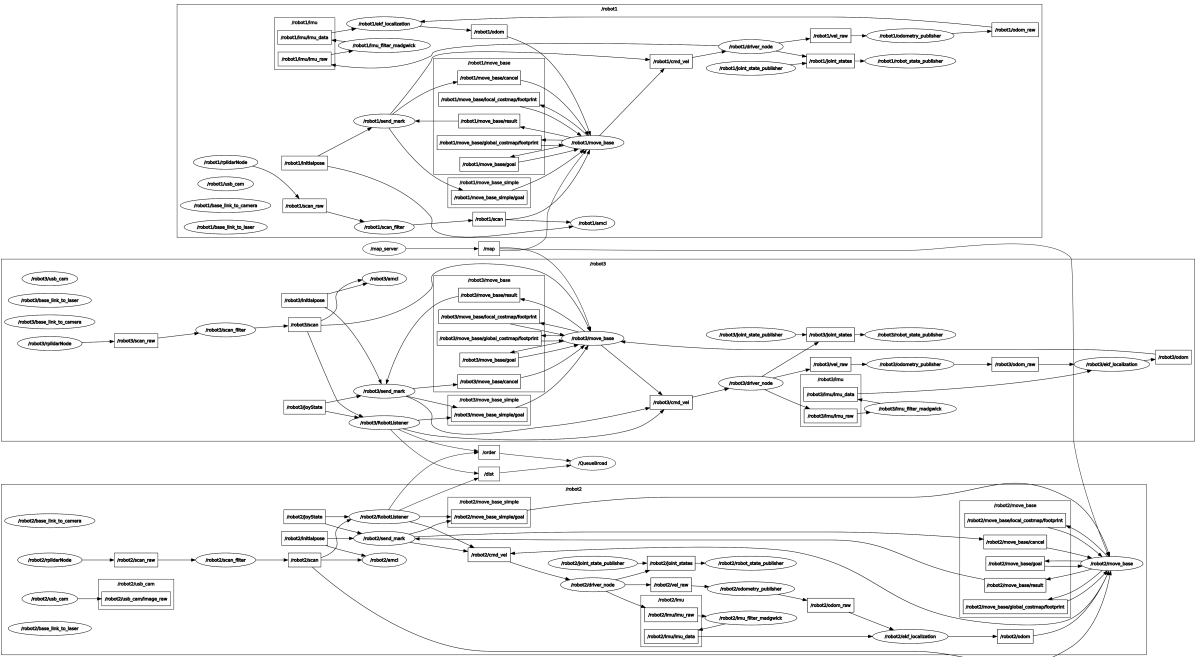 /robot1
/robot1/imu
/robot1/imu/imu_data
/robot1/imu/imu_raw
/robot1/ekf_localization
/robot1/imu_filter_madgwick
/robot1/odom
/robot1/driver_node
/robot1/vel_raw
/robot1/odometry_publisher
/robot1/odom_raw
/robot1/cmd_vel
/robot1/joint_state_publisher
/robot1/joint_states
/robot1/robot_state_publisher
/robot1/move_base
/robot1/move_base/cancel
/robot1/move_base/local_costmap/footprint
/robot1/move_base/result
/robot1/move_base/global_costmap/footprint
/robot1/move_base/goal
/robot1/send_mark
/robot1/move_base
/robot1/initialpose
/robot1/rplidarNode
/robot1/usb_cam
/robot1/base_link_to_camera
/robot1/base_link_to_laser
/robot1/scan_raw
/robot1/scan_filter
/robot1/move_base_simple
/robot1/move_base_simple/goal
/robot1/scan
/robot1/amcl
/map_server
/map
/robot3
/robot3/usb_cam
/robot3/base_link_to_laser
/robot3/base_link_to_camera
/robot3/rplidarNode
/robot3/scan_raw
/robot3/scan_filter
/robot3/initialpose
/robot3/scan
/robot3/amcl
/robot3/move_base
/robot3/move_base/result
/robot3/move_base/local_costmap/footprint
/robot3/move_base/global_costmap/footprint
/robot3/move_base/goal
/robot3/move_base/cancel
/robot3/move_base
/robot3/send_mark
/robot3/joyState
/robot3/RobotListener
/robot3/move_base_simple
/robot3/move_base_simple/goal
/robot3/cmd_vel
/robot3/joint_state_publisher
/robot3/joint_states
/robot3/robot_state_publisher
/robot3/driver_node
/robot3/vel_raw
/robot3/odometry_publisher
/robot3/odom_raw
/robot3/ekf_localization
/robot3/odom
/robot3/imu
/robot3/imu/imu_data
/robot3/imu/imu_raw
/robot3/imu_filter_madgwick
/order
/dist
/QueueBroad
/robot2
/robot2/base_link_to_camera
/robot2/rplidarNode
/robot2/scan_raw
/robot2/scan_filter
/robot2/usb_cam
/robot2/usb_cam
/robot2/usb_cam/image_raw
/robot2/base_link_to_laser
/robot2/joyState
/robot2/initialpose
/robot2/scan
/robot2/RobotListener
/robot2/send_mark
/robot2/amcl
/robot2/move_base_simple
/robot2/move_base_simple/goal
/robot2/cmd_vel
/robot2/joint_state_publisher
/robot2/joint_states
/robot2/robot_state_publisher
/robot2/driver_node
/robot2/vel_raw
/robot2/odometry_publisher
/robot2/imu
/robot2/imu/imu_raw
/robot2/imu/imu_data
/robot2/imu_filter_madgwick
/robot2/odom_raw
/robot2/ekf_localization
/robot2/odom
/robot2/move_base
/robot2/move_base/local_costmap/footprint
/robot2/move_base/cancel
/robot2/move_base/goal
/robot2/move_base/result
/robot2/move_base/global_costmap/footprint
/robot2/move_base